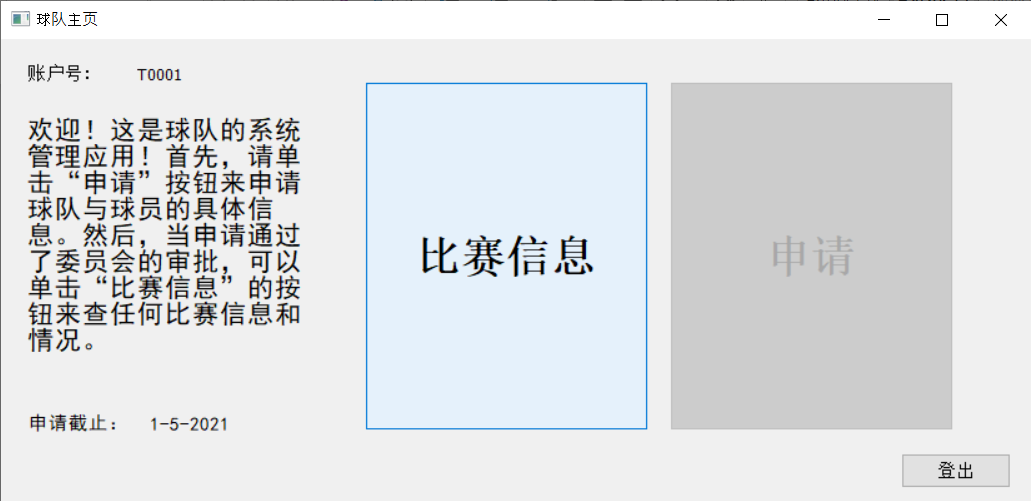 球队主页
账户号： T0001
欢迎！这是球队的系统
管理应用！首先，请单
击“申请”按钮来申请
球队与球员的具体信
息。然后，当申请通过
了委员会的审批，可以
单击“比赛信息”的按
钮来查任何比赛信息和
情况。
比赛信息
申请
申请截止： 1-5-2021
登出